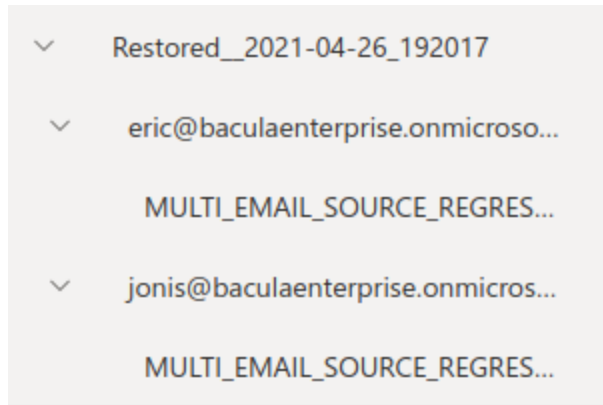 Restored__2021-04-26_192017
eric@baculaenterprise.onmicroso...
MULTI_EMAIL_SOURCE_REGRES...
jonis@baculaenterprise.onmicros...
MULTI_EMAIL_SOURCE_REGRES...